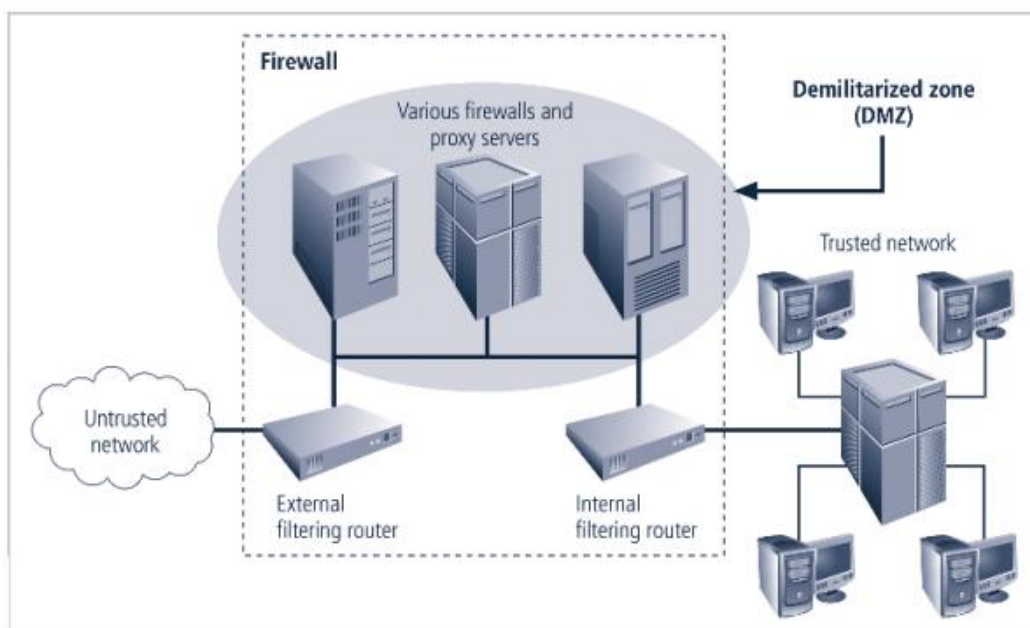 Firewall
Various firewalls and
proxy servers
Demilitarized zone
(DMZ)
Trusted network
Untrusted
network
External
filtering router
Internal
filtering router